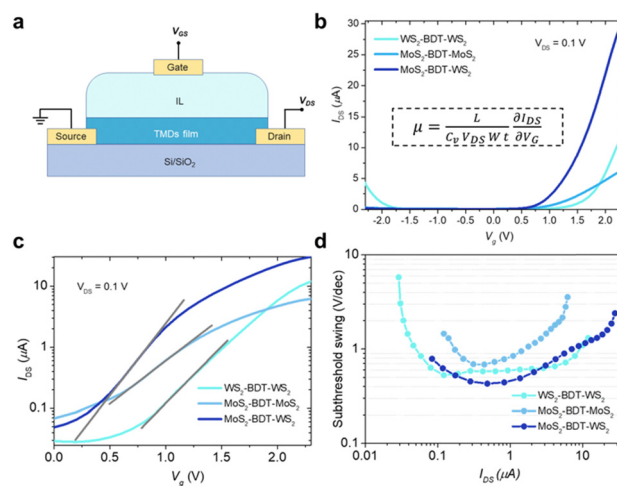 a
V_GS
Gate
IL
V_DS
TMDs film
Source
Drain
Si/SiO₂
b
WS₂-BDT-WS₂
MoS₂-BDT-MoS₂
MoS₂-BDT-WS₂
V_DS = 0.1 V
μ = L / (C_v V_DS W t) ∂I_DS / ∂V_G
I_DS (μA)
30
25
20
15
10
5
0
-2.0 -1.5 -1.0 -0.5 0.0 0.5 1.0 1.5 2.0
V_g (V)
c
V_DS = 0.1 V
I_DS (μA)
10
1
0.1
WS₂-BDT-WS₂
MoS₂-BDT-MoS₂
MoS₂-BDT-WS₂
0.0 0.5 1.0 1.5 2.0
V_g (V)
d
Subthreshold swing (V/dec)
10
1
0.1
WS₂-BDT-WS₂
MoS₂-BDT-MoS₂
MoS₂-BDT-WS₂
0.01 0.1 1 10
I_DS (μA)